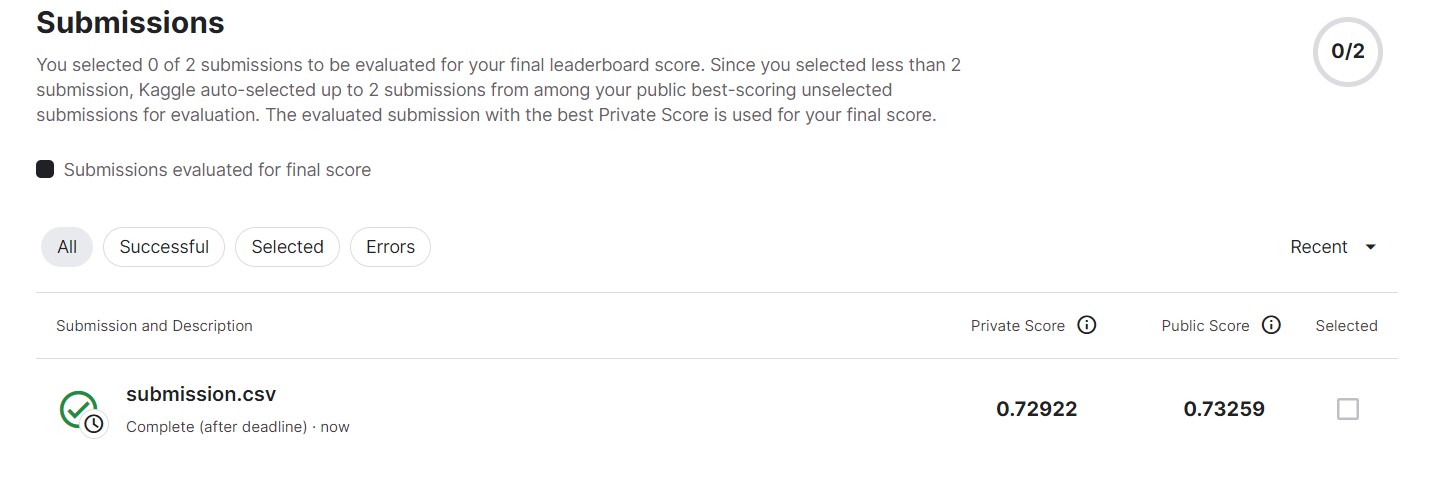 Submissions
You selected 0 of 2 submissions to be evaluated for your final leaderboard score. Since you selected less than 2
submission, Kaggle auto-selected up to 2 submissions from among your public best-scoring unselected
submissions for evaluation. The evaluated submission with the best Private Score is used for your final score.
0/2
Submissions evaluated for final score
All Successful Selected Errors Recent
Submission and Description Private Score Public Score Selected
submission.csv
Complete (after deadline) · now
0.72922 0.73259